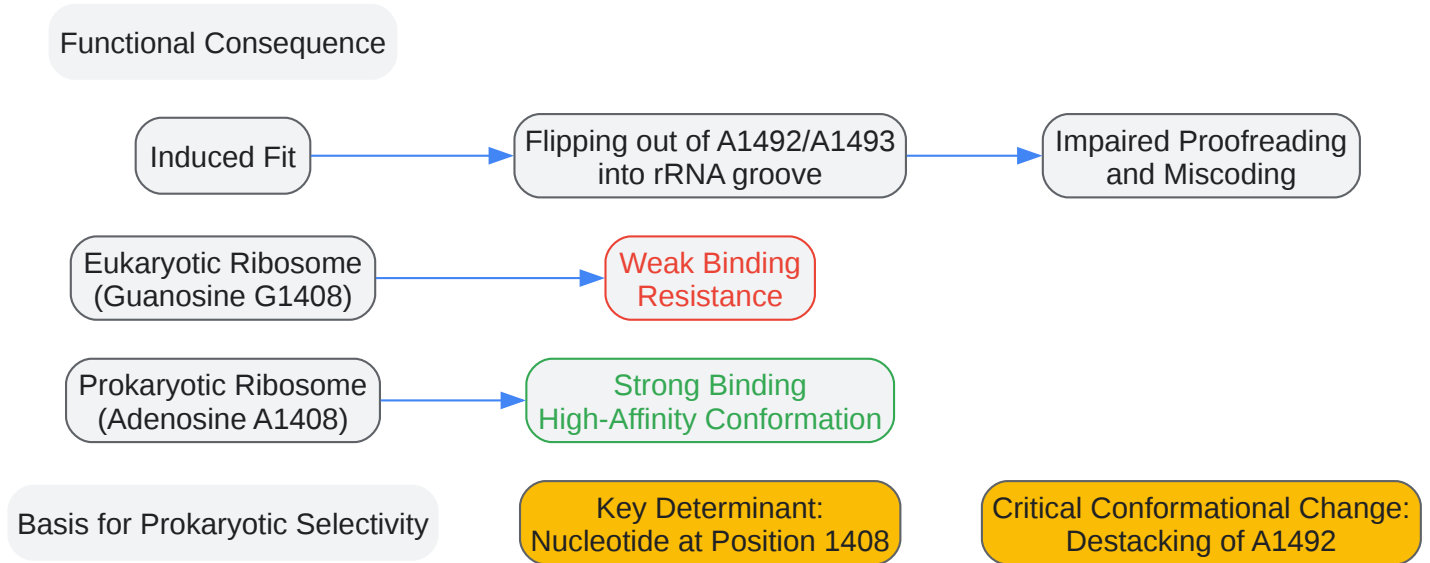 Functional Consequence
Induced Fit
Flipping out of A1492/A1493
into rRNA groove
Impaired Proofreading
and Miscoding
Eukaryotic Ribosome
(Guanosine G1408)
Weak Binding
Resistance
Prokaryotic Ribosome
(Adenosine A1408)
Strong Binding
High-Affinity Conformation
Basis for Prokaryotic Selectivity
Key Determinant:
Nucleotide at Position 1408
Critical Conformational Change:
Destacking of A1492